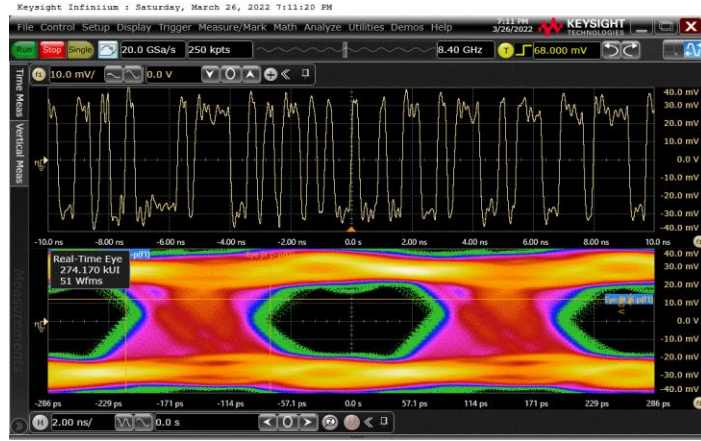 Keysight Infiniium : Saturday, March 26, 2022 7:11:20 PM
File Control Setup Display Trigger Measure/Mark Math Analyze Utilities Demos Help
7:11 PM
3/26/2022
KEYSIGHT
TECHNOLOGIES
Run Stop Single 20.0 GSa/s 250 kpts 8.40 GHz T 68.000 mV
f1 10.0 mV/ 0.0 V
Time Meas
Vertical Meas
Measurements
40.0 mV
30.0 mV
20.0 mV
10.0 mV
0.0 V
-10.0 mV
-20.0 mV
-30.0 mV
-40.0 mV
-10.0 ns -8.00 ns -6.00 ns -4.00 ns -2.00 ns 0.0 s 2.00 ns 4.00 ns 6.00 ns 8.00 ns 10.0 ns
Real-Time Eye
274.170 kUI
51 Wfms
40.0 mV
30.0 mV
20.0 mV
10.0 mV
0.0 V
-10.0 mV
-20.0 mV
-30.0 mV
-40.0 mV
-286 ps -229 ps -171 ps -114 ps -57.1 ps 0.0 s 57.1 ps 114 ps 171 ps 229 ps 286 ps
H 2.00 ns/ 0.0 s